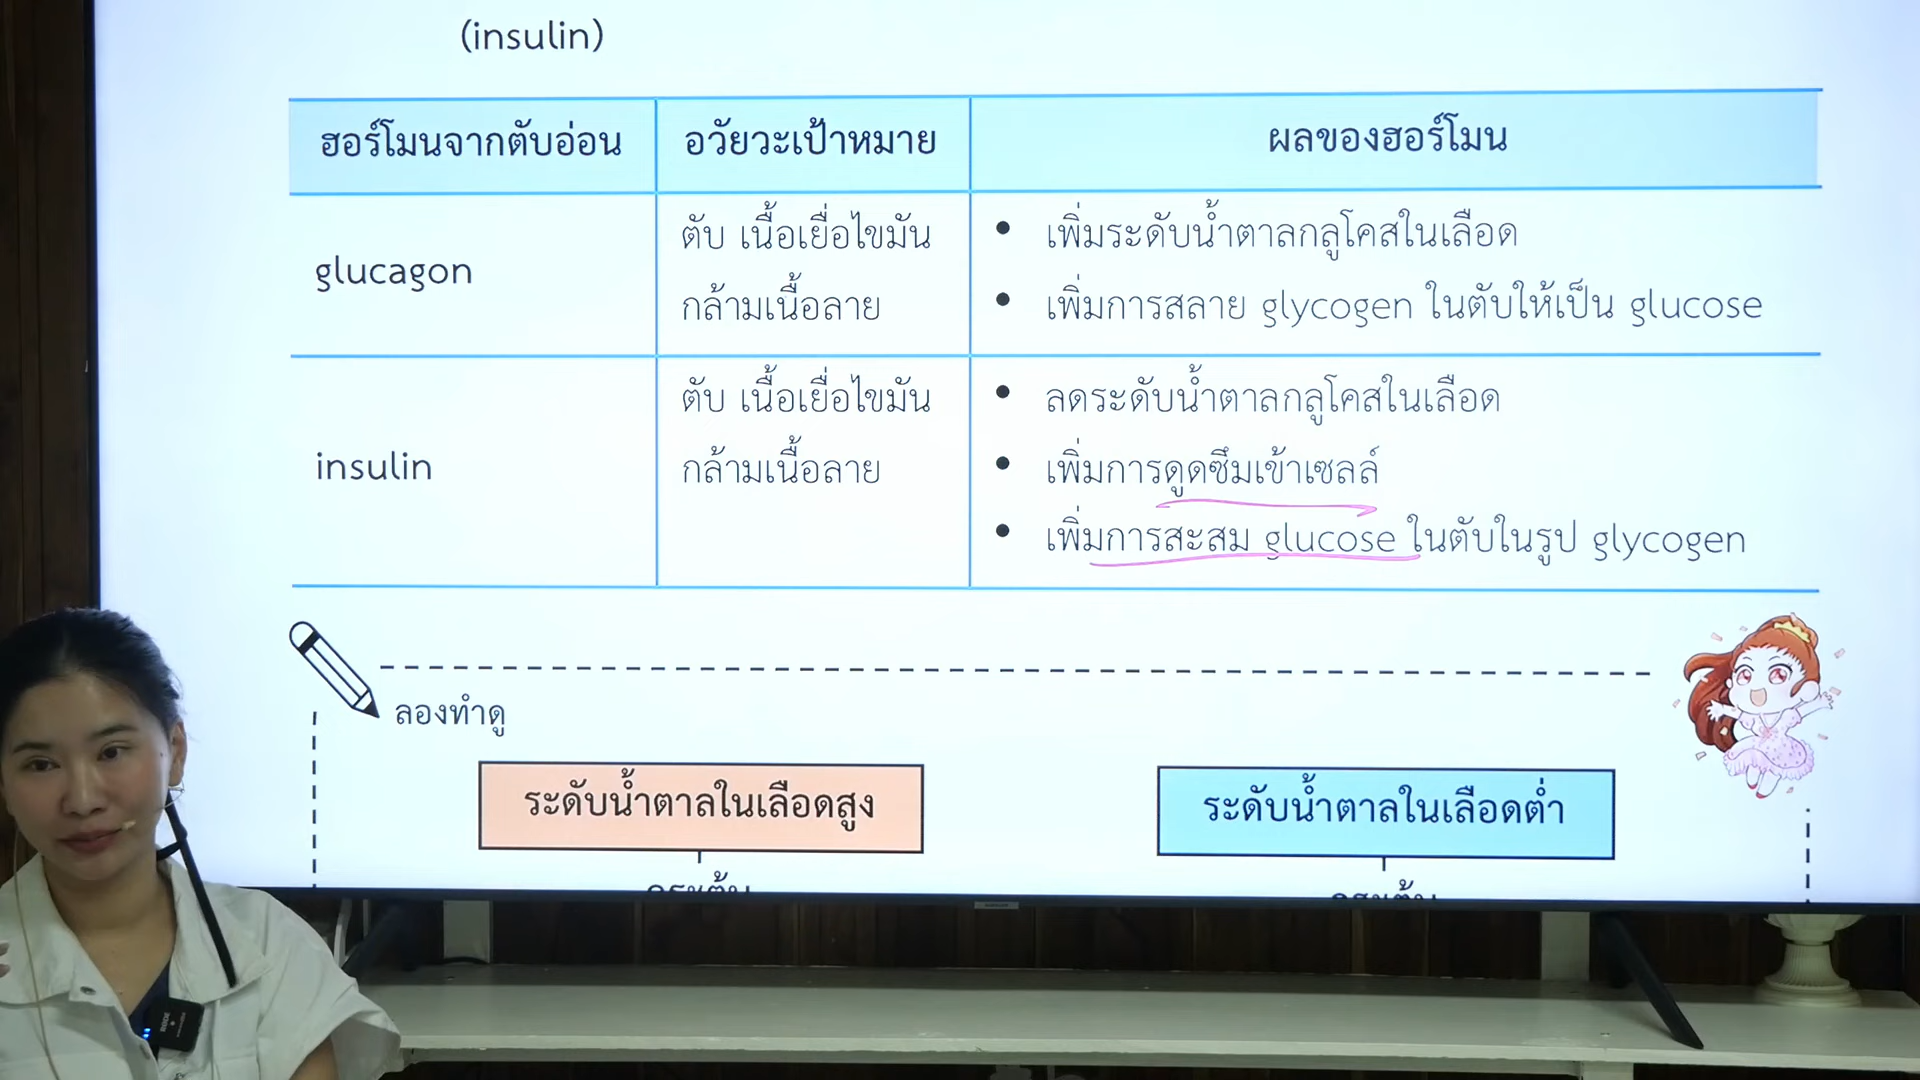 (insulin)
ฮอร์โมนจากตับอ่อน อวัยวะเป้าหมาย ผลของฮอร์โมน
glucagon
ตับ เนื้อเยื่อไขมัน
กล้ามเนื้อลาย
• เพิ่มระดับน้ำตาลกลูโคสในเลือด
• เพิ่มการสลาย glycogen ในตับให้เป็น glucose
insulin
ตับ เนื้อเยื่อไขมัน
กล้ามเนื้อลาย
• ลดระดับน้ำตาลกลูโคสในเลือด
• เพิ่มการดูดซึมเข้าเซลล์
• เพิ่มการสะสม glucose ในตับในรูป glycogen
ลองทำดู
ระดับน้ำตาลในเลือดสูง
ระดับน้ำตาลในเลือดต่ำ